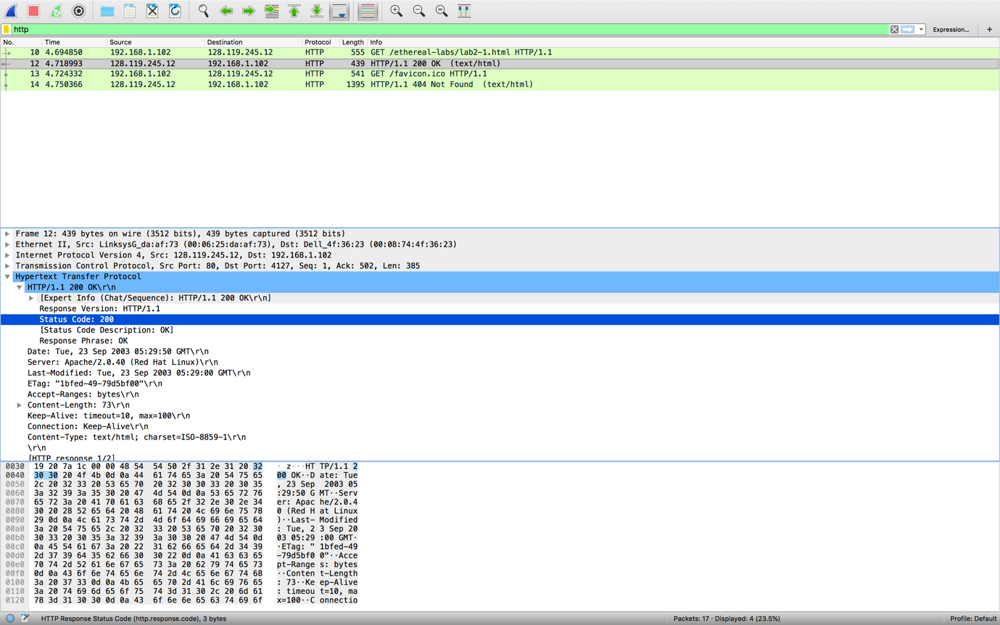 http Expression... +
No. Time Source Destination Protocol Length Info
10 4.694850 192.168.1.102 128.119.245.12 HTTP 555 GET /ethereal-labs/lab2-1.html HTTP/1.1
12 4.718993 128.119.245.12 192.168.1.102 HTTP 439 HTTP/1.1 200 OK (text/html)
13 4.724332 192.168.1.102 128.119.245.12 HTTP 541 GET /favicon.ico HTTP/1.1
14 4.750366 128.119.245.12 192.168.1.102 HTTP 1395 HTTP/1.1 404 Not Found (text/html)
Frame 12: 439 bytes on wire (3512 bits), 439 bytes captured (3512 bits)
Ethernet II, Src: LinksysG_da:af:73 (00:06:25:da:af:73), Dst: Dell_4f:36:23 (00:08:74:4f:36:23)
Internet Protocol Version 4, Src: 128.119.245.12, Dst: 192.168.1.102
Transmission Control Protocol, Src Port: 80, Dst Port: 4127, Seq: 1, Ack: 502, Len: 385
Hypertext Transfer Protocol
HTTP/1.1 200 OK\r\n
[Expert Info (Chat/Sequence): HTTP/1.1 200 OK\r\n]
Response Version: HTTP/1.1
Status Code: 200
[Status Code Description: OK]
Response Phrase: OK
Date: Tue, 23 Sep 2003 05:29:50 GMT\r\n
Server: Apache/2.0.40 (Red Hat Linux)\r\n
Last-Modified: Tue, 23 Sep 2003 05:29:00 GMT\r\n
ETag: "1bfed-49-79d5bf00"\r\n
Accept-Ranges: bytes\r\n
Content-Length: 73\r\n
Keep-Alive: timeout=10, max=100\r\n
Connection: Keep-Alive\r\n
Content-Type: text/html; charset=ISO-8859-1\r\n
\r\n
[HTTP response 1/2]
0030 19 20 7a 1c 00 00 48 54 54 50 2f 31 2e 31 20 32 · z···HT TP/1.1 2
0040 30 30 20 4f 4b 0d 0a 44 61 74 65 3a 20 54 75 65 00 OK··D ate: Tue
0050 2c 20 32 33 20 53 65 70 20 32 30 30 33 20 30 35 , 23 Sep 2003 05
0060 3a 32 39 3a 35 30 20 47 4d 54 0d 0a 53 65 72 76 :29:50 G MT··Serv
0070 65 72 3a 20 41 70 61 63 68 65 2f 32 2e 30 2e 34 er: Apac he/2.0.4
0080 30 20 28 52 65 64 20 48 61 74 20 4c 69 6e 75 78 0 (Red H at Linux
0090 29 0d 0a 4c 61 73 74 2d 4d 6f 64 69 66 69 65 64 )··Last- Modified
00a0 3a 20 54 75 65 2c 20 32 33 20 53 65 70 20 32 30 : Tue, 2 3 Sep 20
00b0 30 33 20 30 35 3a 32 39 3a 30 30 20 47 4d 54 0d 03 05:29 :00 GMT·
00c0 0a 45 54 61 67 3a 20 22 31 62 66 65 64 2d 34 39 ·ETag: " 1bfed-49
00d0 2d 37 39 64 35 62 66 30 30 22 0d 0a 41 63 63 65 -79d5bf0 0"··Acce
00e0 70 74 2d 52 61 6e 67 65 73 3a 20 62 79 74 65 73 pt-Range s: bytes
00f0 0d 0a 43 6f 6e 74 65 6e 74 2d 4c 65 6e 67 74 68 ··Conten t-Length
0100 3a 20 37 33 0d 0a 4b 65 65 70 2d 41 6c 69 76 65 : 73··Ke ep-Alive
0110 3a 20 74 69 6d 65 6f 75 74 3d 31 30 2c 20 6d 61 : timeou t=10, ma
0120 78 3d 31 30 30 0d 0a 43 6f 6e 6e 65 63 74 69 6f x=100··C onnectio
HTTP Response Status Code (http.response.code), 3 bytes Packets: 17 · Displayed: 4 (23.5%) Profile: Default